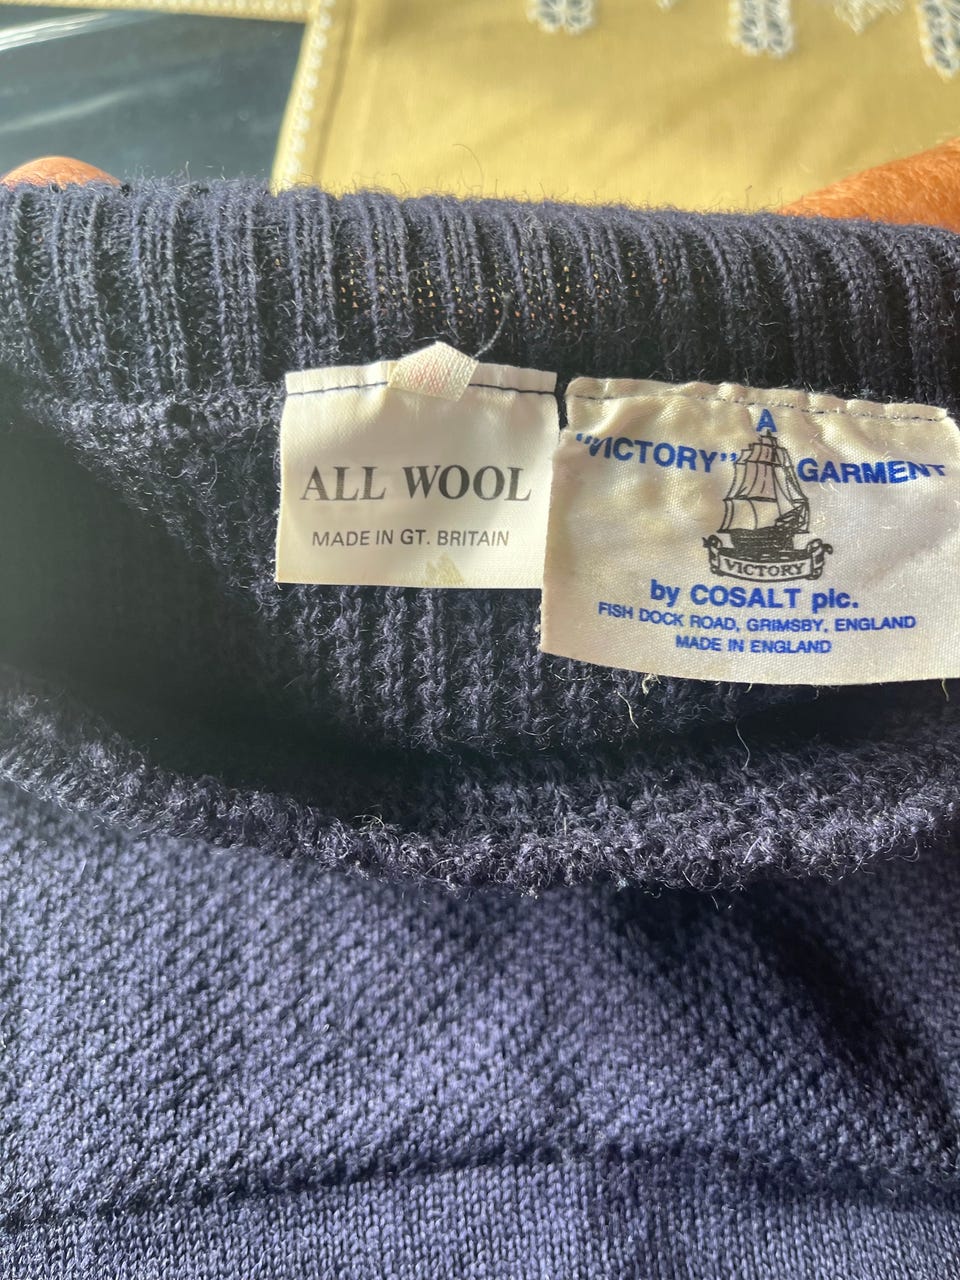 ALL WOOL
MADE IN GT. BRITAIN
A
"VICTORY" GARMENT
VICTORY
by COSALT plc.
FISH DOCK ROAD, GRIMSBY, ENGLAND
MADE IN ENGLAND